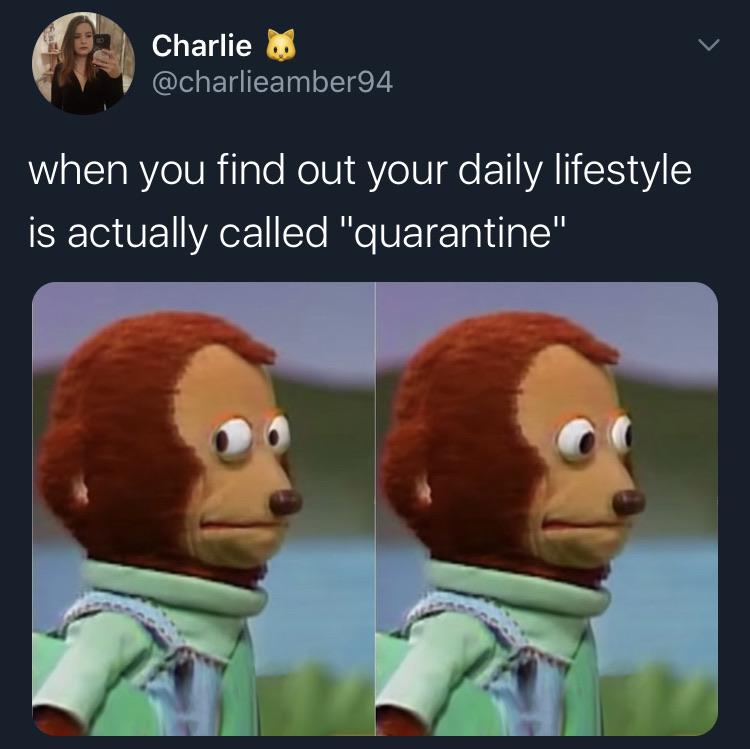 Charlie 🐱
@charlieamber94
when you find out your daily lifestyle
is actually called "quarantine"